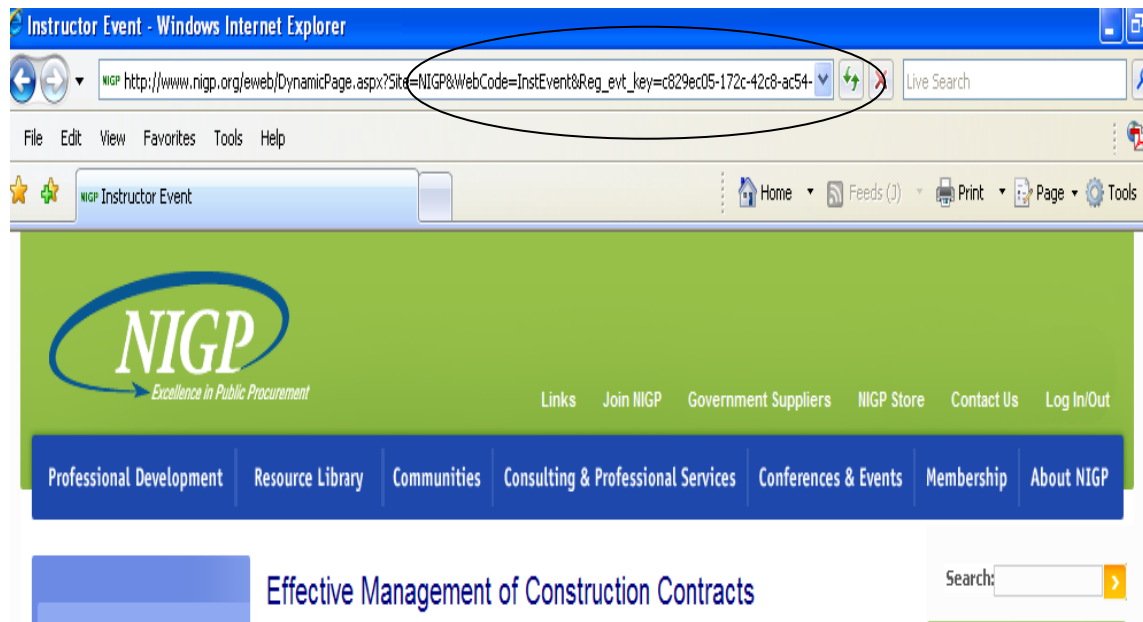 Instructor Event - Windows Internet Explorer
NIGP http://www.nigp.org/eweb/DynamicPage.aspx?Site=NIGP&WebCode=InstEvent&Reg_evt_key=c829ec05-172c-42c8-ac54- Live Search
File Edit View Favorites Tools Help
NIGP Instructor Event Home Feeds (J) Print Page Tools
NIGP
Excellence in Public Procurement
Links Join NIGP Government Suppliers NIGP Store Contact Us Log In/Out
Professional Development Resource Library Communities Consulting & Professional Services Conferences & Events Membership About NIGP
Effective Management of Construction Contracts
Search: